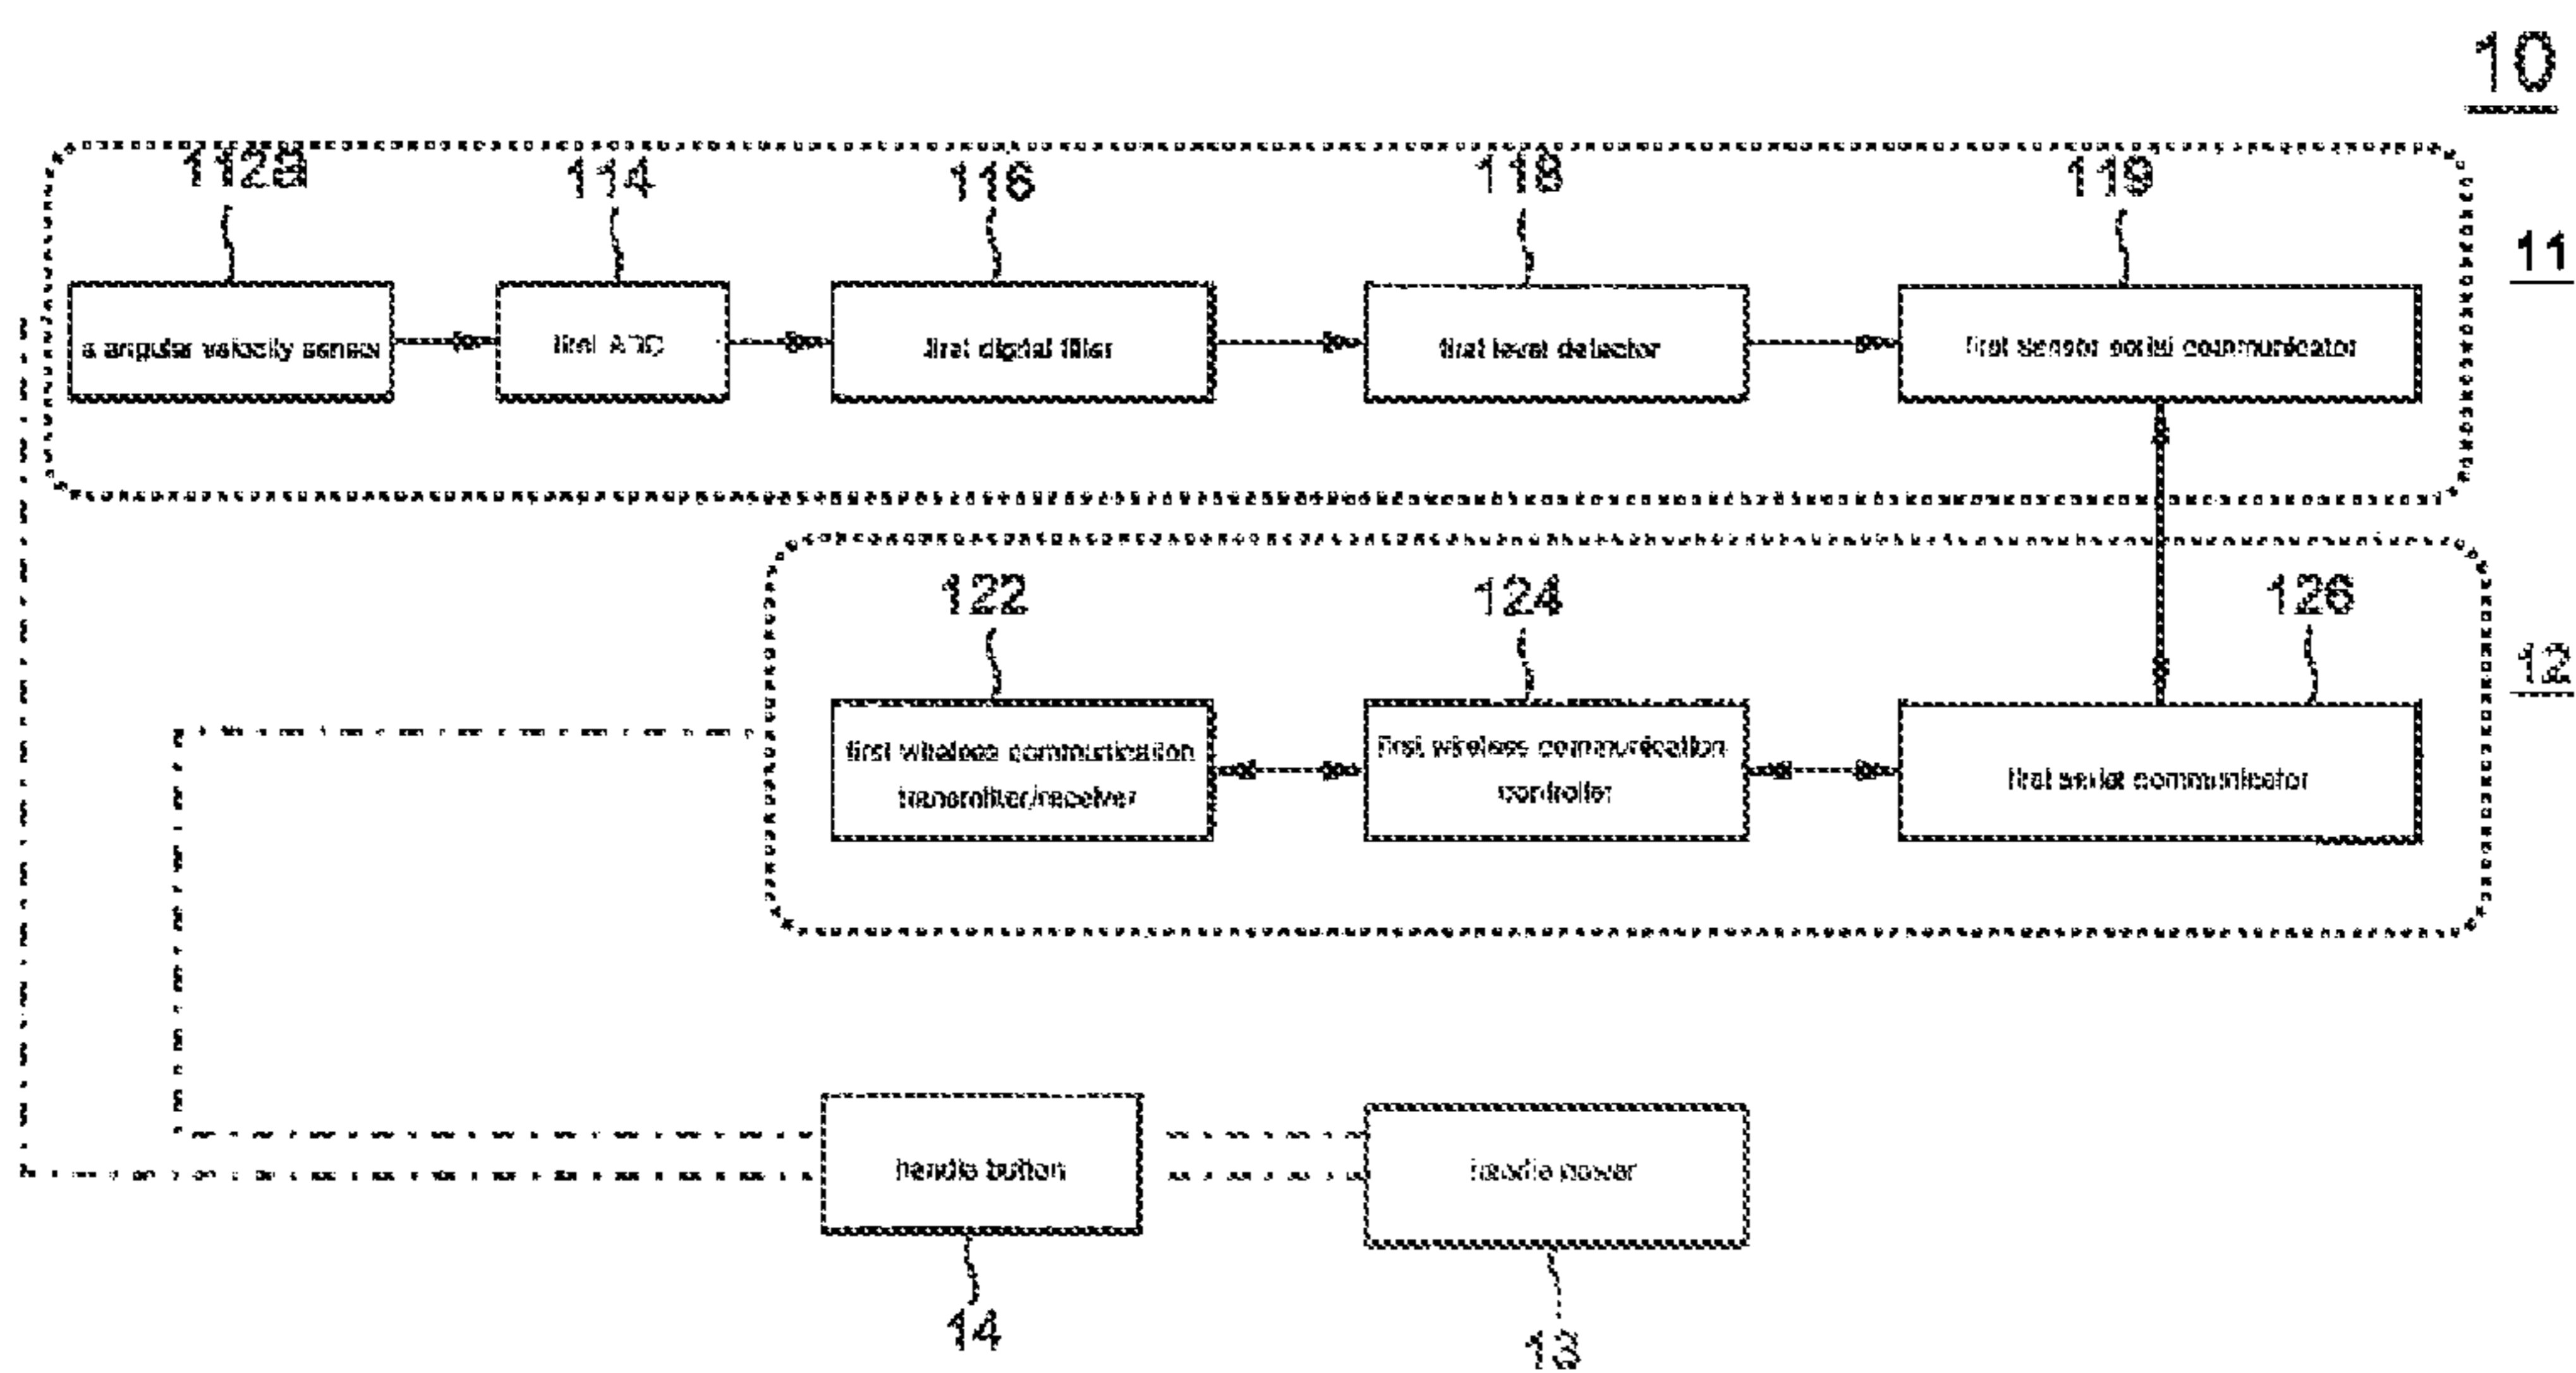 10
112a 114 116 118 119
11
a angular velocity sensor first ADC first digital filter first level detector first Sensor serial communicator
122 124 126
12
first wireless communication transmitter/receiver first wireless communication controller first serial communicator
handle button handle power
14 13